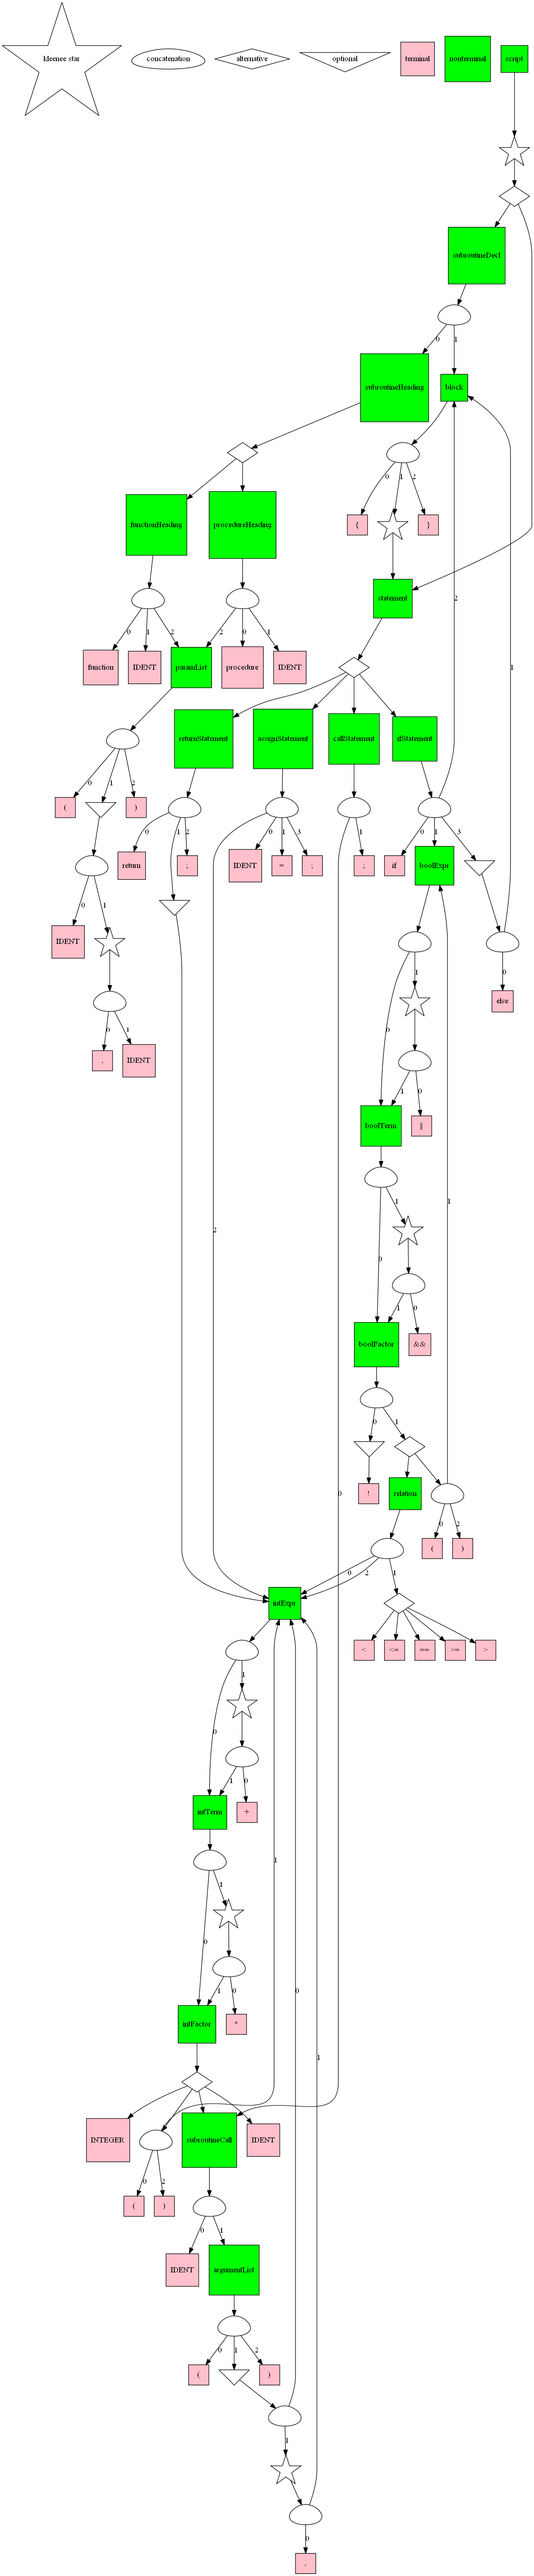 kleenee star
concatenation
alternative
optional
terminal
nonterminal
script
subroutineDecl
0
1
subroutineHeading
block
0
1
2
functionHeading
procedureHeading
{
}
statement
0
1
2
2
0
1
2
1
function
IDENT
paramList
procedure
IDENT
returnStatement
assignStatement
callStatement
ifStatement
0
1
2
0
1
2
0
1
3
1
0
1
3
(
)
return
;
IDENT
=
;
;
if
boolExpr
0
1
0
IDENT
else
0
1
1
0
,
IDENT
1
0
boolTerm
||
1
2
0
1
1
0
boolFactor
&&
0
1
0
!
relation
0
2
(
)
0
2
1
intExpr
<
<=
==
>=
>
1
0
1
0
intTerm
+
1
1
0
1
0
0
1
intFactor
*
INTEGER
subroutineCall
IDENT
0
2
(
)
0
1
IDENT
argumentList
0
1
2
(
)
1
0
,